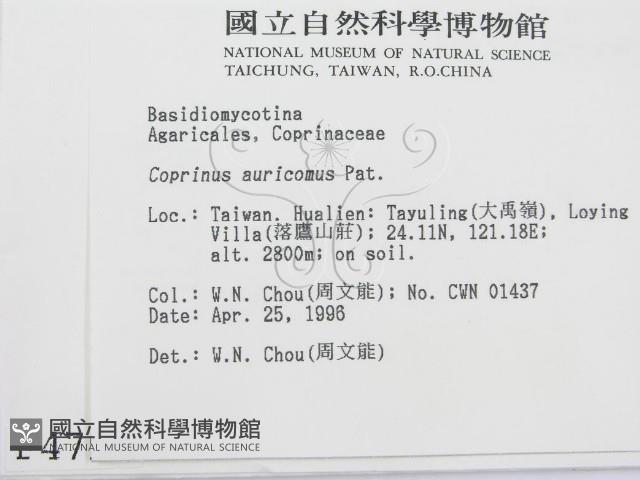 國立自然科學博物館
NATIONAL MUSEUM OF NATURAL SCIENCE
TAICHUNG, TAIWAN, R.O.CHINA
Basidiomycotina
Agaricales, Coprinaceae
Coprinus auricomus Pat.
Loc.: Taiwan. Hualien: Tayuling(大禹嶺), Loying
Villa(落鷹山莊); 24.11N, 121.18E;
alt. 2800m; on soil.
Col.: W.N. Chou(周文能); No. CWN 01437
Date: Apr. 25, 1996
Det.: W.N. Chou(周文能)
國立自然科學博物館
NATIONAL MUSEUM OF NATURAL SCIENCE